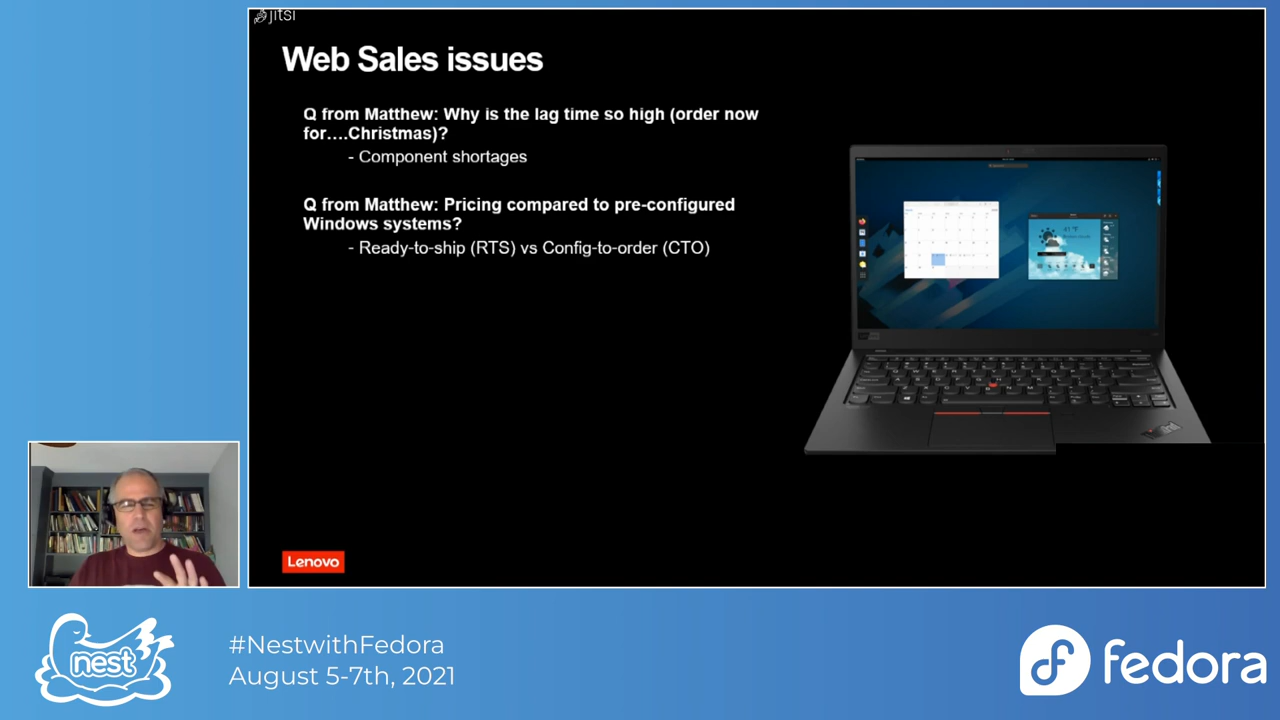 jitsi
Web Sales issues
Q from Matthew: Why is the lag time so high (order now
for....Christmas)?
- Component shortages
Q from Matthew: Pricing compared to pre-configured
Windows systems?
- Ready-to-ship (RTS) vs Config-to-order (CTO)
Lenovo
nest
#NestwithFedora
August 5-7th, 2021
fedora